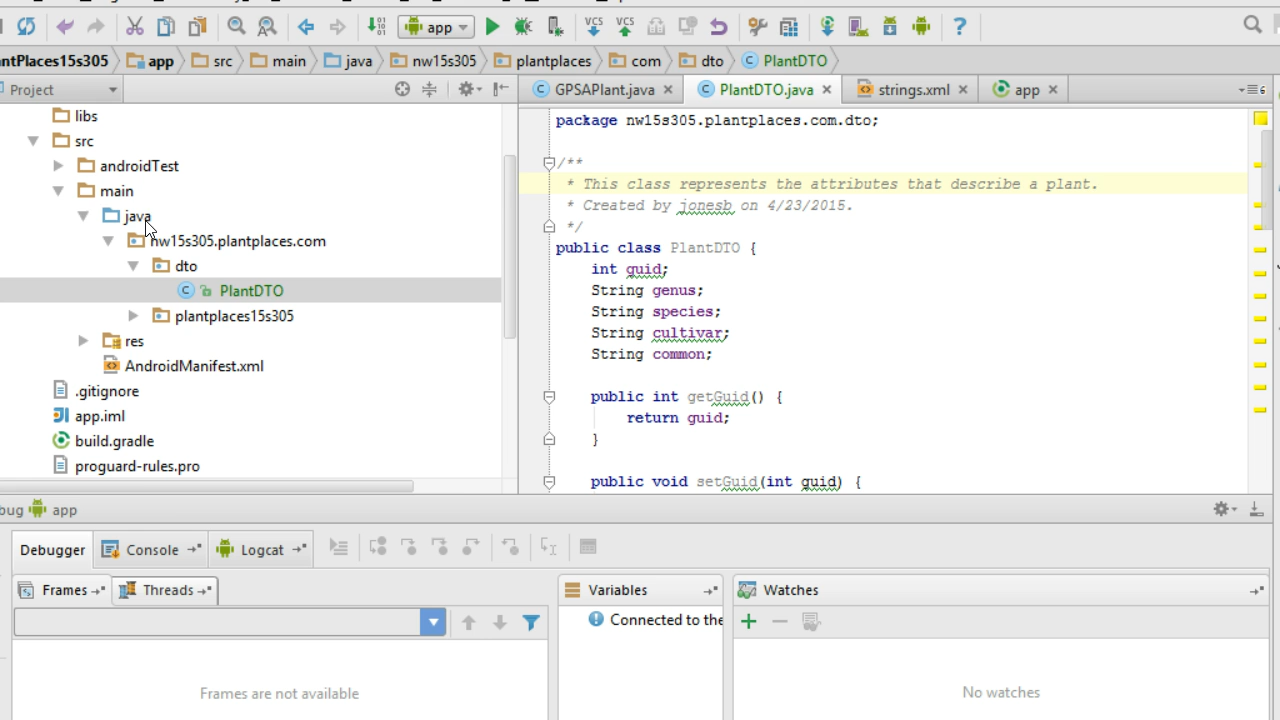 app
ntPlaces15s305 app src main java nw15s305 plantplaces com dto PlantDTO
Project
GPSAPlant.java PlantDTO.java strings.xml app
6
libs
src
androidTest
main
java
nw15s305.plantplaces.com
dto
PlantDTO
plantplaces15s305
res
AndroidManifest.xml
.gitignore
app.iml
build.gradle
proguard-rules.pro
package nw15s305.plantplaces.com.dto;
/**
* This class represents the attributes that describe a plant.
* Created by jonesb on 4/23/2015.
*/
public class PlantDTO {
int guid;
String genus;
String species;
String cultivar;
String common;
public int getGuid() {
return guid;
}
public void setGuid(int guid) {
bug app
Debugger Console Logcat
Frames Threads
Variables
Watches
Connected to the
Frames are not available
No watches